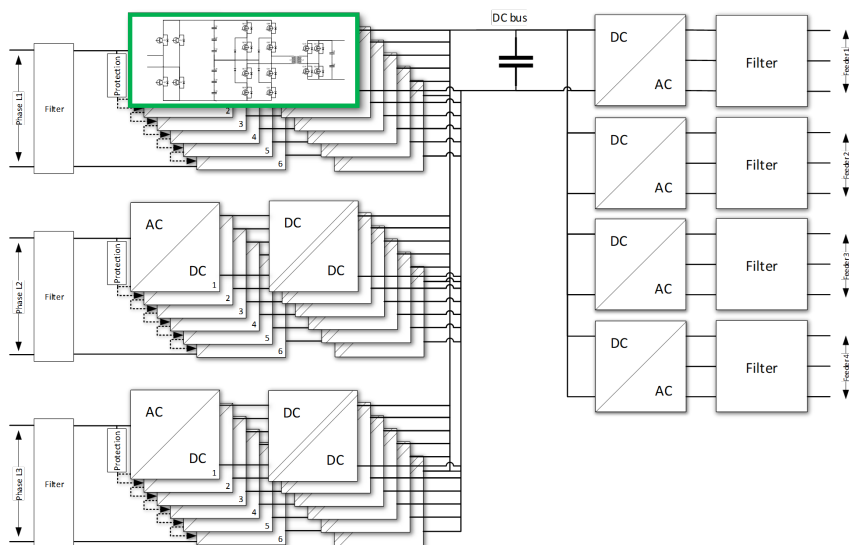 DC bus
Phase L1
Filter
Protection
2
3
4
5
6
DC
AC
Filter
Feeder 1
DC
AC
Filter
Feeder 2
Phase L2
Filter
Protection
AC
DC
1
2
3
4
5
6
DC
DC
DC
AC
Filter
Feeder 3
DC
AC
Filter
Feeder 4
Phase L3
Filter
Protection
AC
DC
1
2
3
4
5
6
DC
DC